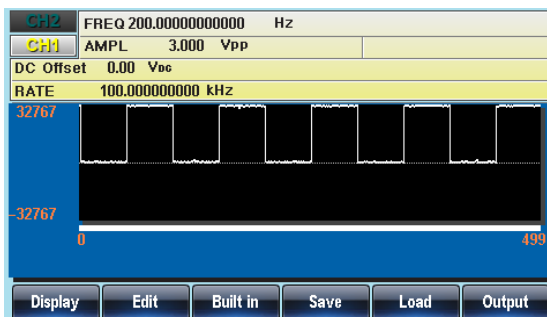 CH2 FREQ 200.00000000000 Hz
CH1 AMPL 3.000 Vpp
DC Offset 0.00 VDC
RATE 100.000000000 kHz
32767
-32767
0 499
Display Edit Built in Save Load Output